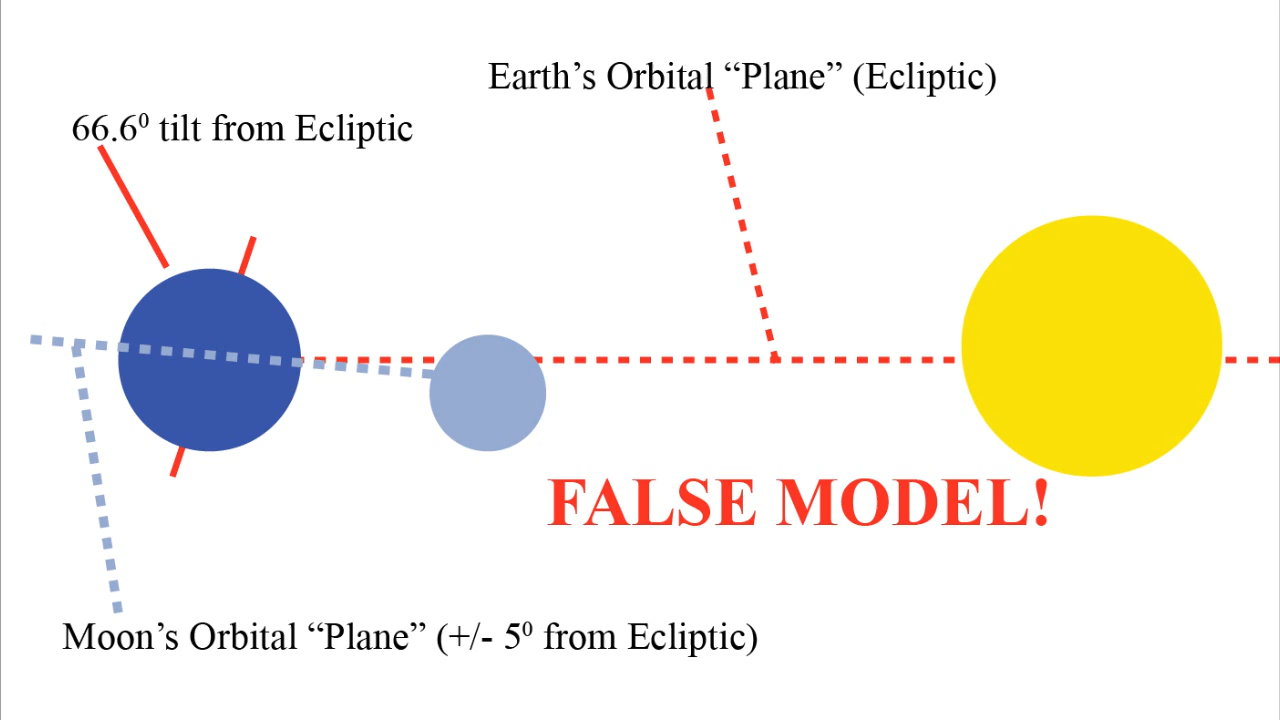 Earth’s Orbital “Plane” (Ecliptic)
66.6⁰ tilt from Ecliptic
FALSE MODEL!
Moon’s Orbital “Plane” (+/- 5⁰ from Ecliptic)